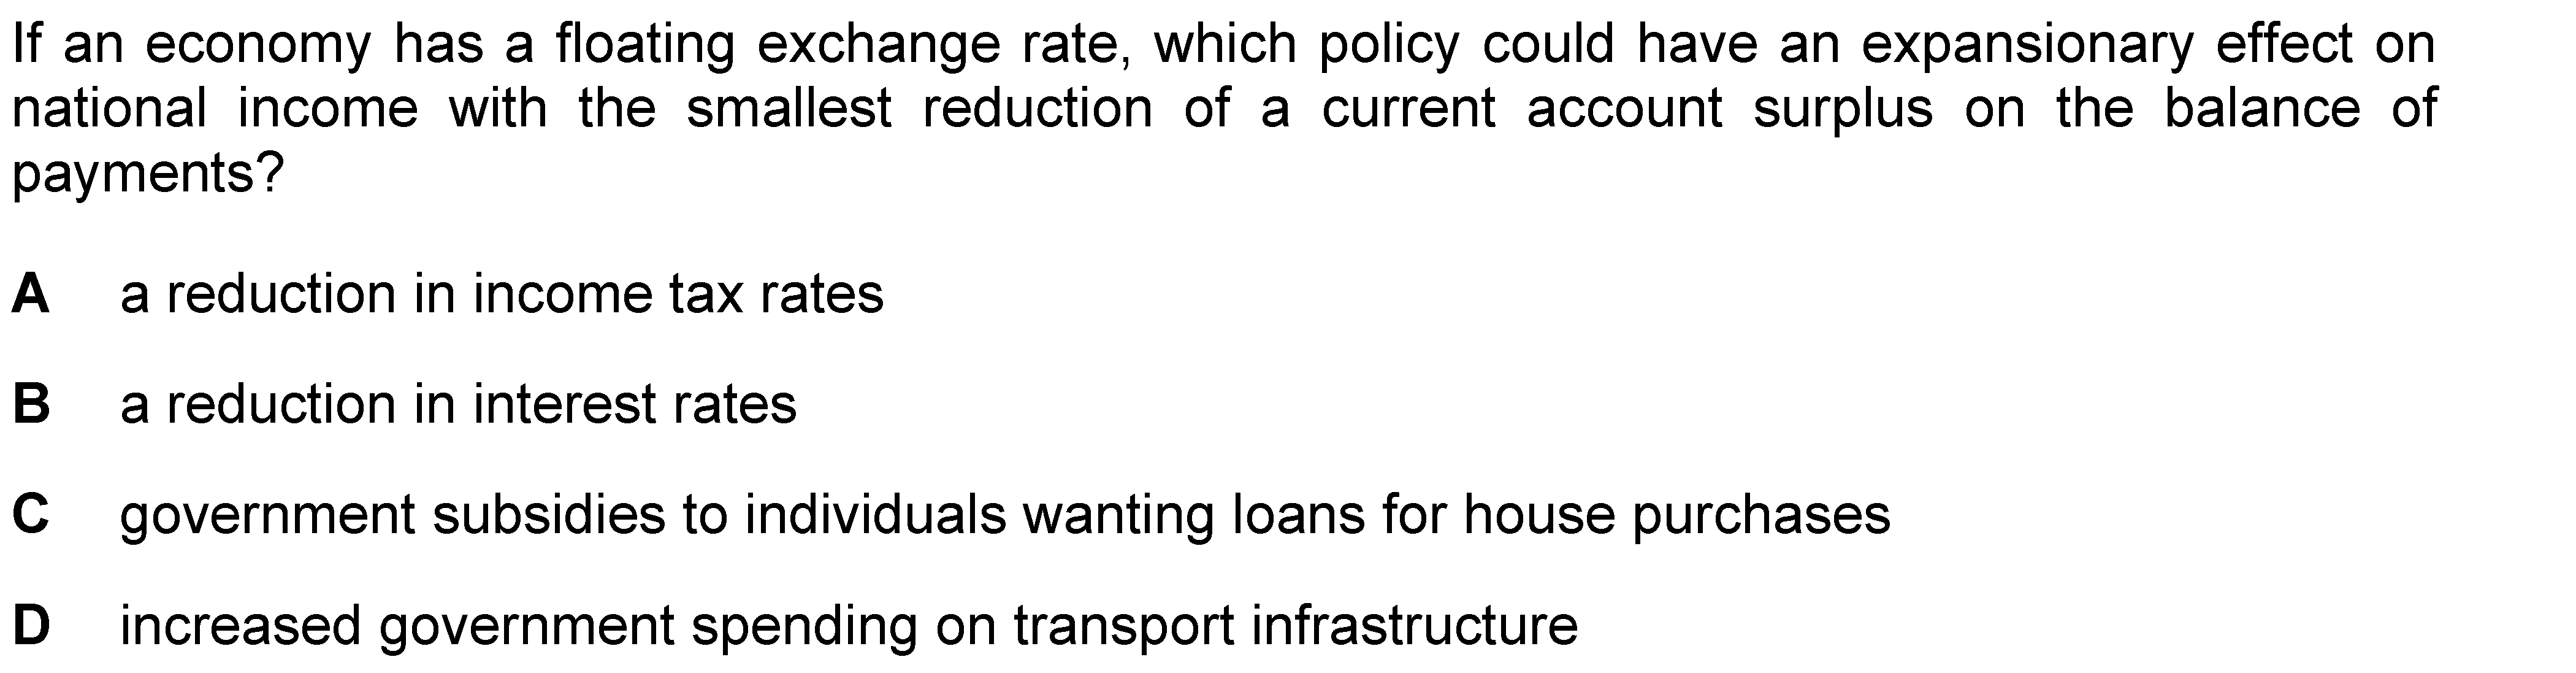 If an economy has a floating exchange rate, which policy could have an expansionary effect on
national income with the smallest reduction of a current account surplus on the balance of
payments?
A a reduction in income tax rates
B a reduction in interest rates
C government subsidies to individuals wanting loans for house purchases
D increased government spending on transport infrastructure